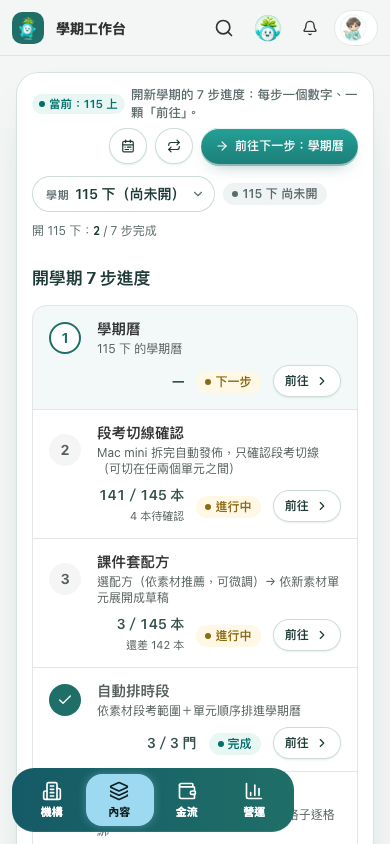 學期工作台
當前：115 上
開新學期的 7 步進度：每步一個數字、一
顆「前往」。
前往下一步：學期曆
學期 115 下（尚未開）
115 下 尚未開
開 115 下：2 / 7 步完成
開學期 7 步進度
1
學期曆
115 下 的學期曆
—
下一步
前往
2
段考切線確認
Mac mini 拆完自動發佈，只確認段考切線
（可切在任兩個單元之間）
141 / 145 本
4 本待確認
進行中
前往
3
課件套配方
選配方（依素材推薦，可微調）→ 依新素材單
元展開成草稿
3 / 145 本
還差 142 本
進行中
前往
自動排時段
依素材段考範圍＋單元順序排進學期曆
3 / 3 門
完成
前往
格子逐格
機構
內容
金流
營運